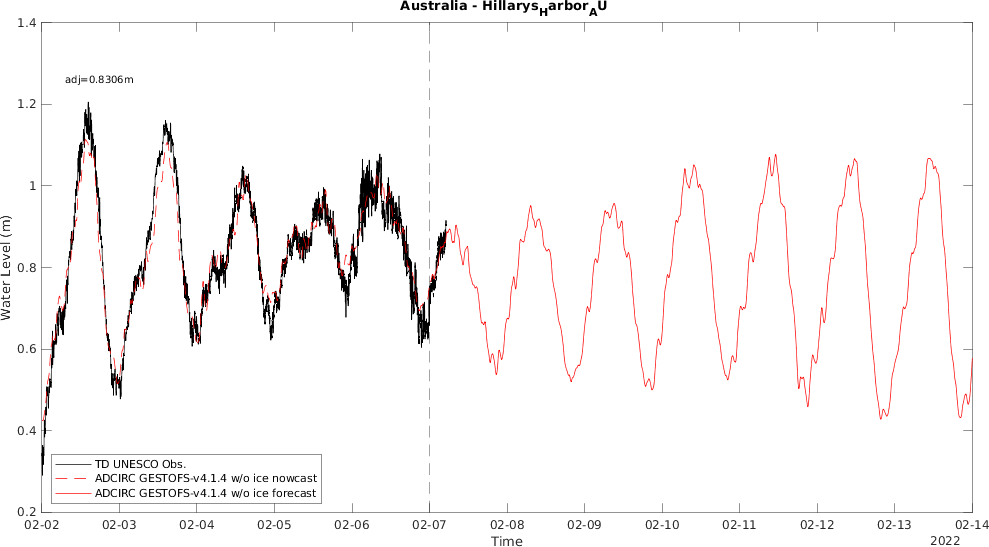 Australia - Hillarys_Harbor_AU
adj=0.8306m
1.4
1.2
1
0.8
0.6
0.4
0.2
Water Level (m)
TD UNESCO Obs.
ADCIRC GESTOFS-v4.1.4 w/o ice nowcast
ADCIRC GESTOFS-v4.1.4 w/o ice forecast
02-02 02-03 02-04 02-05 02-06 02-07 02-08 02-09 02-10 02-11 02-12 02-13 02-14
Time
2022